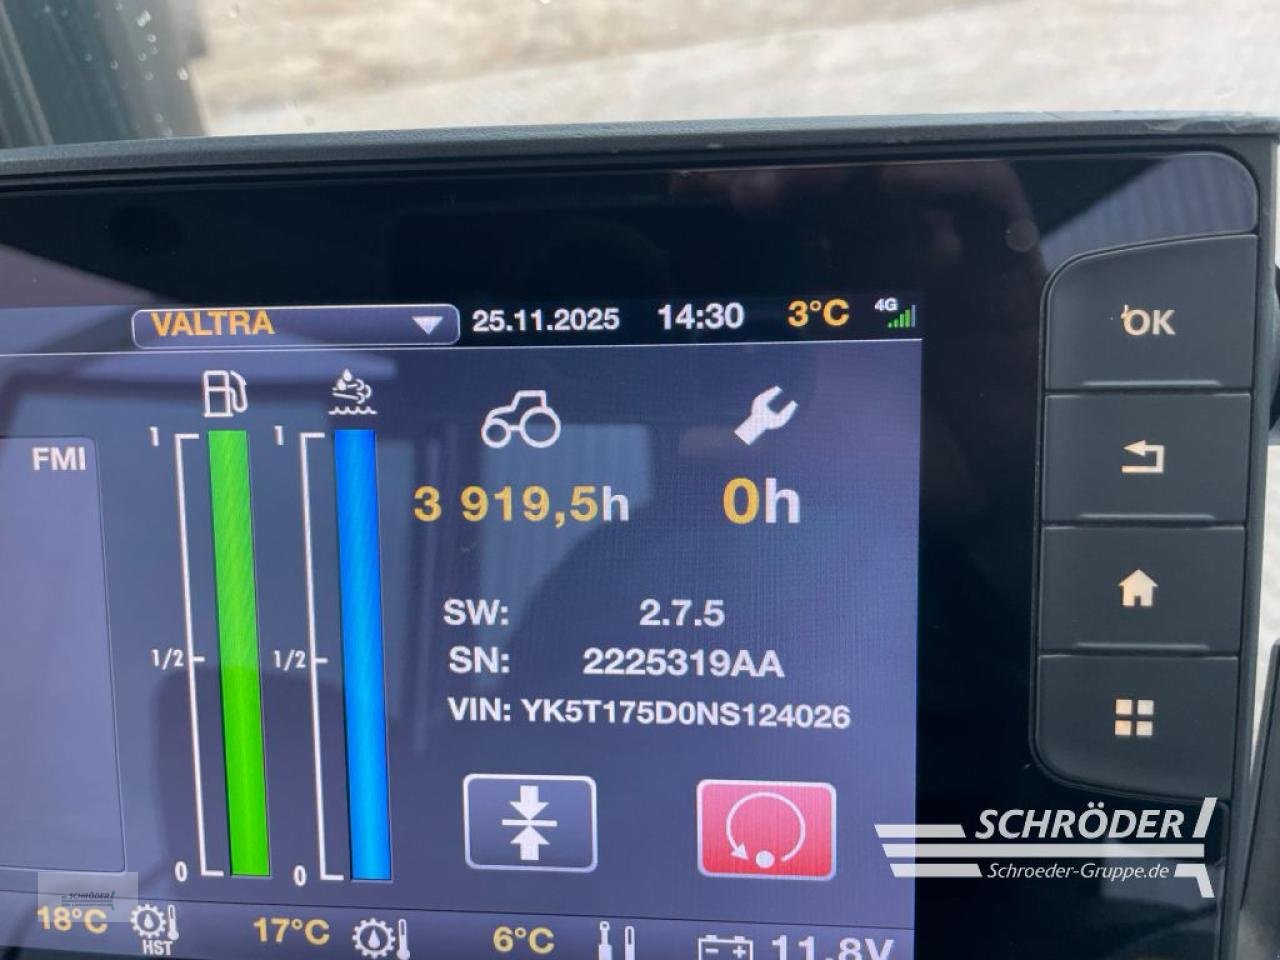 VALTRA 25.11.2025 14:30 3°C 4G
OK
FMI
1 1
3 919,5h 0h
1/2 1/2
SW: 2.7.5
SN: 2225319AA
VIN: YK5T175D0NS124026
0 0
18°C HST 17°C 6°C 11.8V
SCHRÖDER
Schroeder-Gruppe.de
SCHRÖDER